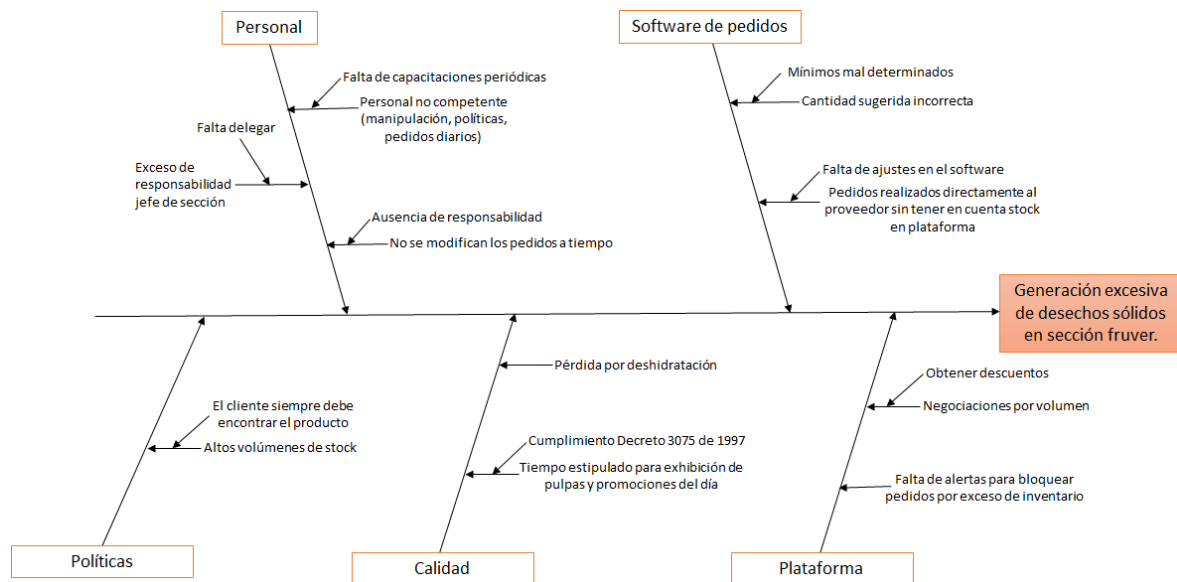 Personal
Software de pedidos
Falta de capacitaciones periódicas
Personal no competente
(manipulación, políticas,
pedidos diarios)
Falta delegar
Exceso de
responsabilidad
jefe de sección
Ausencia de responsabilidad
No se modifican los pedidos a tiempo
Mínimos mal determinados
Cantidad sugerida incorrecta
Falta de ajustes en el software
Pedidos realizados directamente al
proveedor sin tener en cuenta stock
en plataforma
Generación excesiva
de desechos sólidos
en sección fruver.
El cliente siempre debe
encontrar el producto
Altos volúmenes de stock
Pérdida por deshidratación
Cumplimiento Decreto 3075 de 1997
Tiempo estipulado para exhibición de
pulpas y promociones del día
Obtener descuentos
Negociaciones por volumen
Falta de alertas para bloquear
pedidos por exceso de inventario
Políticas
Calidad
Plataforma